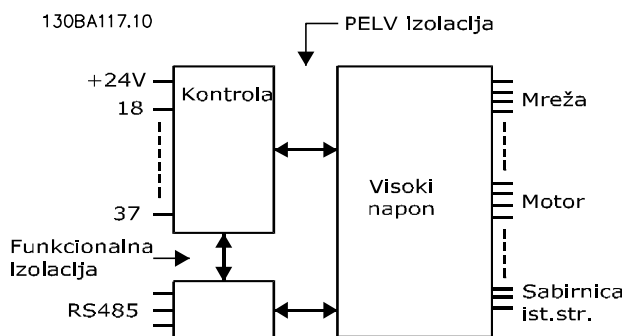 130BA117.10
PELV Izolacija
+24V
18
Kontrola
37
Visoki
napon
Mreža
Motor
Funkcionalna
Izolacija
RS485
Sabirnica
ist.str.